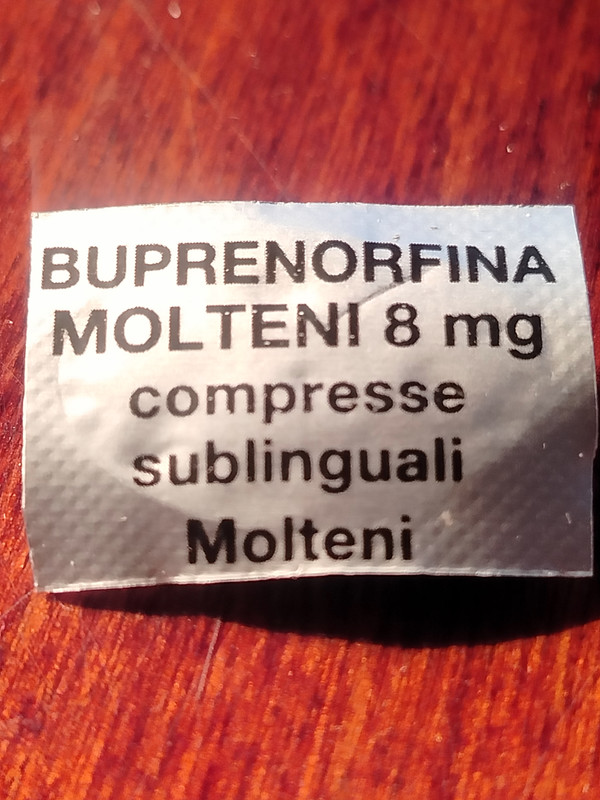 BUPRENORFINA
MOLTENI 8 mg
compresse
sublinguali
Molteni